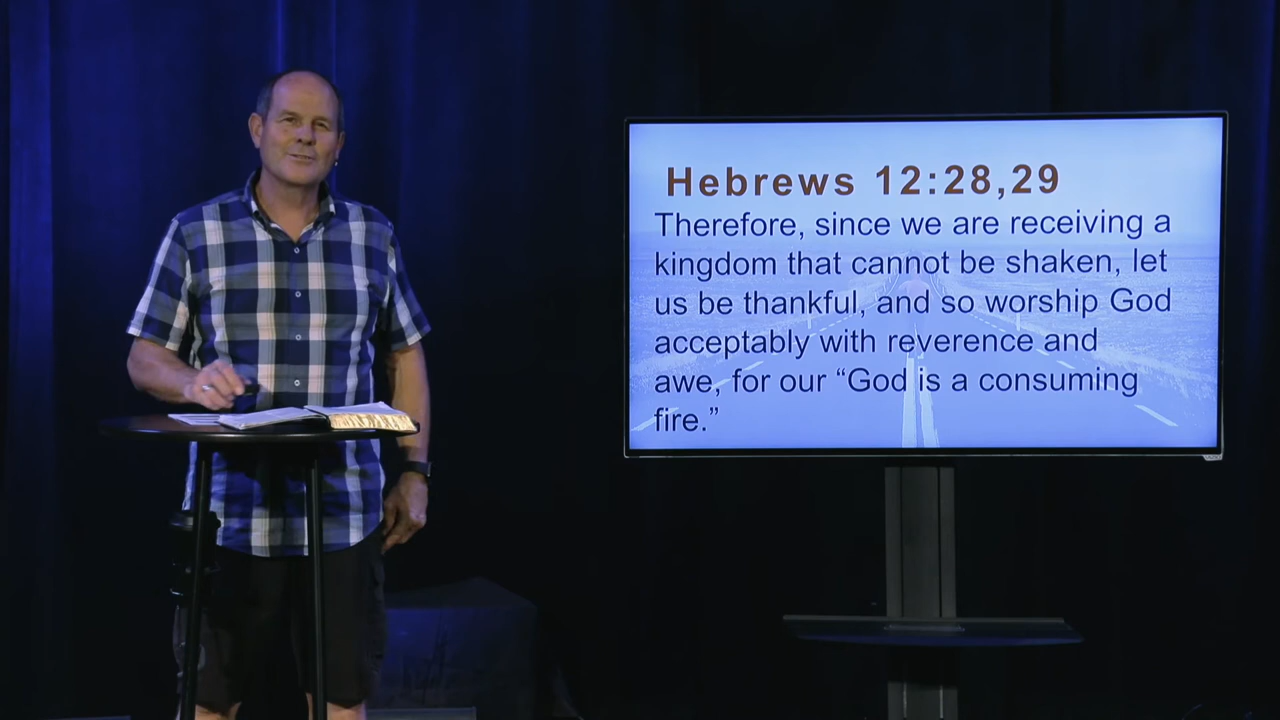 Hebrews 12:28,29
Therefore, since we are receiving a
kingdom that cannot be shaken, let
us be thankful, and so worship God
acceptably with reverence and
awe, for our “God is a consuming
fire.”